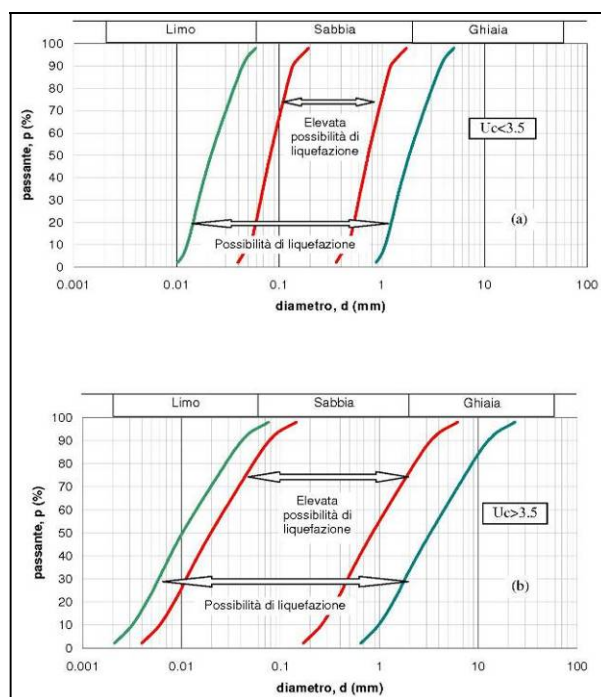 Limo Sabbia Ghiaia
100
90
80
70
60
50
40
30
20
10
0
passante, p (%)
Elevata
possibilità di
liquefazione
Uc<3.5
(a)
Possibilità di liquefazione
0.001 0.01 0.1 1 10 100
diametro, d (mm)
Limo Sabbia Ghiaia
100
90
80
70
60
50
40
30
20
10
0
passante, p (%)
Elevata
possibilità di
liquefazione
Uc>3.5
(b)
Possibilità di liquefazione
0.001 0.01 0.1 1 10 100
diametro, d (mm)